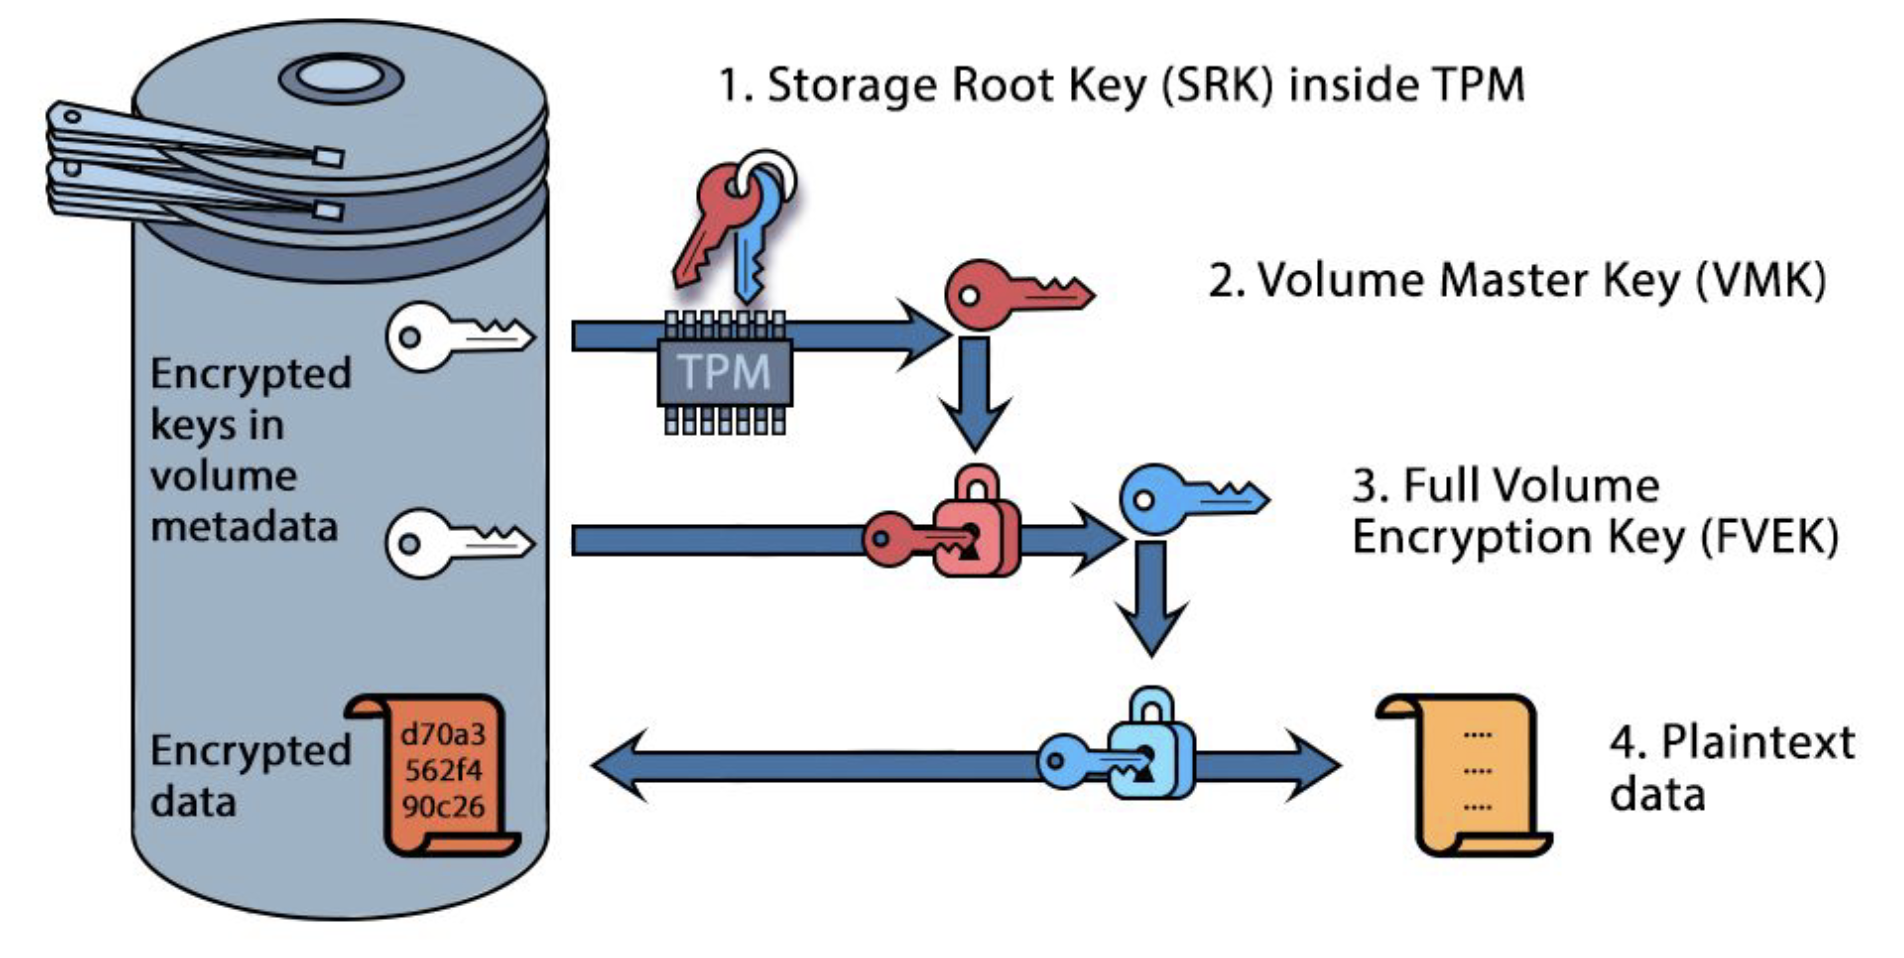 1. Storage Root Key (SRK) inside TPM
TPM
2. Volume Master Key (VMK)
Encrypted
keys in
volume
metadata
3. Full Volume
Encryption Key (FVEK)
Encrypted
data
d70a3
562f4
90c26
....
....
....
4. Plaintext
data